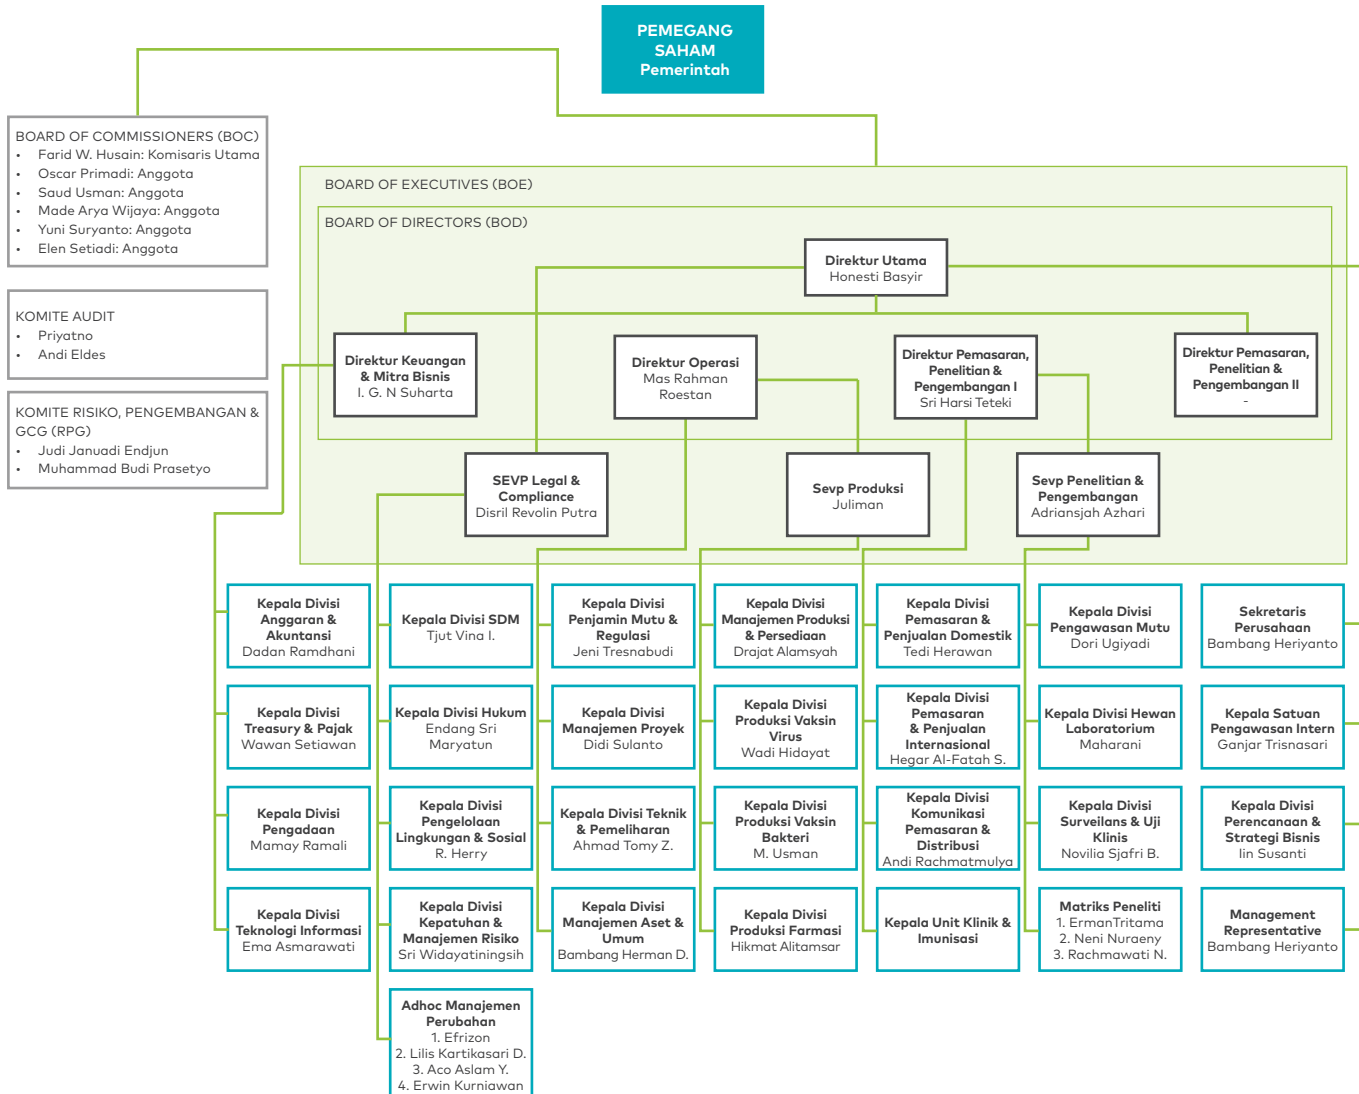 PEMEGANG
SAHAM
Pemerintah
BOARD OF COMMISSIONERS (BOC)
• Farid W. Husain: Komisaris Utama
• Oscar Primadi: Anggota
• Saud Usman: Anggota
• Made Arya Wijaya: Anggota
• Yuni Suryanto: Anggota
• Elen Setiadi: Anggota
KOMITE AUDIT
• Priyatno
• Andi Eldes
KOMITE RISIKO, PENGEMBANGAN &
GCG (RPG)
• Judi Januadi Endjun
• Muhammad Budi Prasetyo
BOARD OF EXECUTIVES (BOE)
BOARD OF DIRECTORS (BOD)
Direktur Utama
Honesti Basyir
Direktur Keuangan
& Mitra Bisnis
I. G. N Suharta
Direktur Operasi
Mas Rahman
Roestan
Direktur Pemasaran,
Penelitian &
Pengembangan I
Sri Harsi Teteki
Direktur Pemasaran,
Penelitian &
Pengembangan II
-
SEVP Legal &
Compliance
Disril Revolin Putra
Sevp Produksi
Juliman
Sevp Penelitian &
Pengembangan
Adriansjah Azhari
Kepala Divisi
Anggaran &
Akuntansi
Dadan Ramdhani
Kepala Divisi SDM
Tjut Vina I.
Kepala Divisi
Penjamin Mutu &
Regulasi
Jeni Tresnabudi
Kepala Divisi
Manajemen Produksi
& Persediaan
Drajat Alamsyah
Kepala Divisi
Pemasaran &
Penjualan Domestik
Tedi Herawan
Kepala Divisi
Pengawasan Mutu
Dori Ugiyadi
Sekretaris
Perusahaan
Bambang Heriyanto
Kepala Divisi
Treasury & Pajak
Wawan Setiawan
Kepala Divisi Hukum
Endang Sri
Maryatun
Kepala Divisi
Manajemen Proyek
Didi Sulanto
Kepala Divisi
Produksi Vaksin
Virus
Wadi Hidayat
Kepala Divisi
Pemasaran
& Penjualan
Internasional
Hegar Al-Fatah S.
Kepala Divisi Hewan
Laboratorium
Maharani
Kepala Satuan
Pengawasan Intern
Ganjar Trisnasari
Kepala Divisi
Pengadaan
Mamay Ramali
Kepala Divisi
Pengelolaan
Lingkungan & Sosial
R. Herry
Kepala Divisi Teknik
& Pemeliharan
Ahmad Tomy Z.
Kepala Divisi
Produksi Vaksin
Bakteri
M. Usman
Kepala Divisi
Komunikasi
Pemasaran &
Distribusi
Andi Rachmatmulya
Kepala Divisi
Surveilans & Uji
Klinis
Novilia Sjafri B.
Kepala Divisi
Perencanaan &
Strategi Bisnis
Iin Susanti
Kepala Divisi
Teknologi Informasi
Ema Asmarawati
Kepala Divisi
Kepatuhan &
Manajemen Risiko
Sri Widayatiningsih
Kepala Divisi
Manajemen Aset &
Umum
Bambang Herman D.
Kepala Divisi
Produksi Farmasi
Hikmat Alitamsar
Kepala Unit Klinik &
Imunisasi
Matriks Peneliti
1. ErmanTritama
2. Neni Nuraeny
3. Rachmawati N.
Management
Representative
Bambang Heriyanto
Adhoc Manajemen
Perubahan
1. Efrizon
2. Lilis Kartikasari D.
3. Aco Aslam Y.
4. Erwin Kurniawan